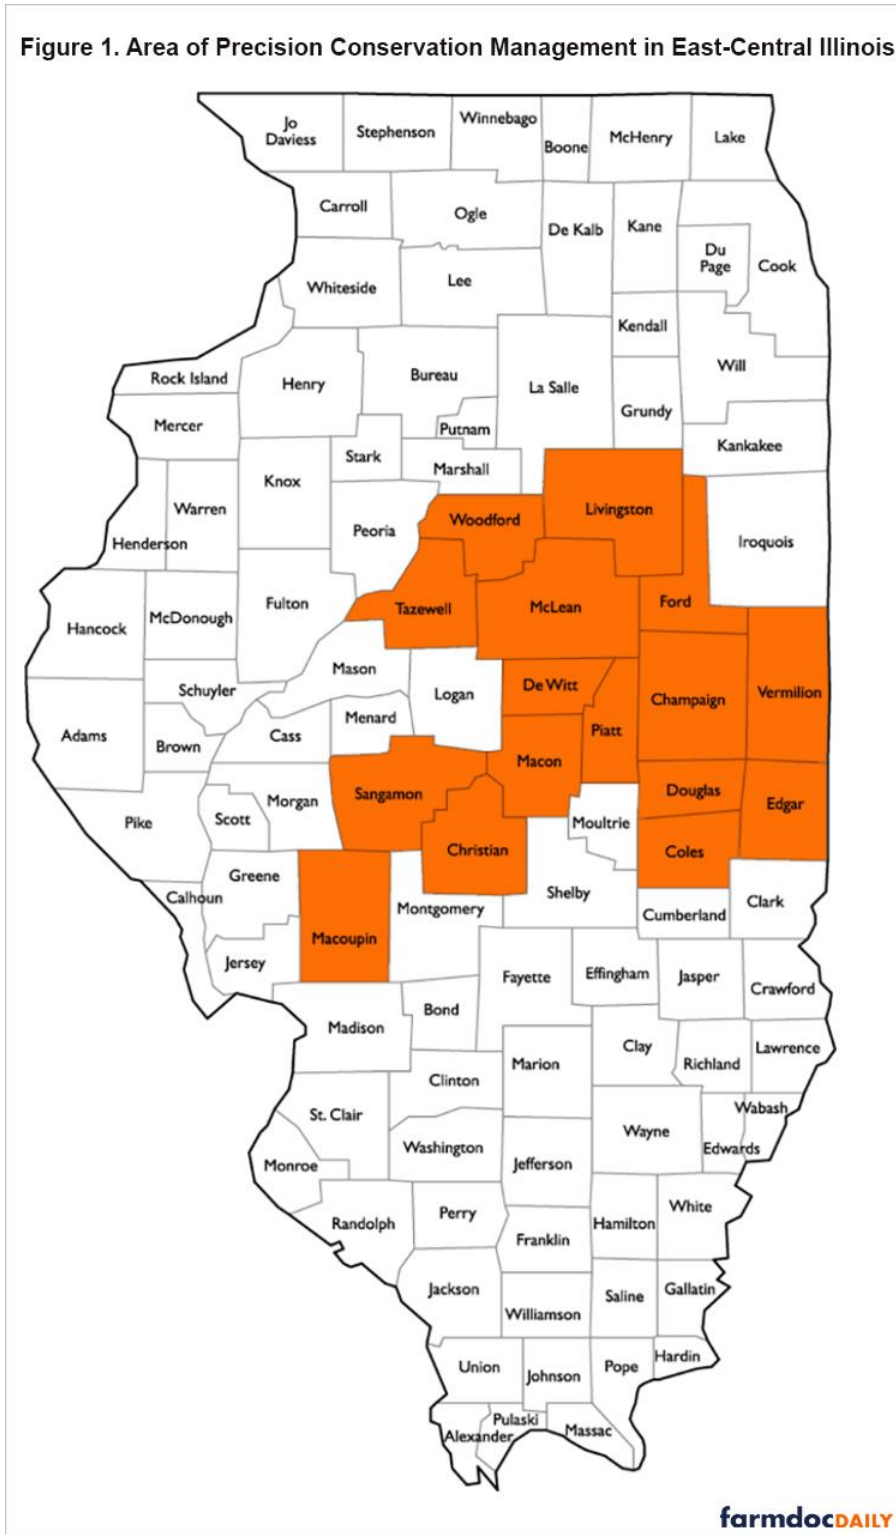 Figure 1. Area of Precision Conservation Management in East-Central Illinois
Jo
Daviess
Stephenson
Winnebago
Boone
McHenry
Lake
Carroll
Ogle
De Kalb
Kane
Du
Page
Cook
Whiteside
Lee
Kendall
Will
Rock Island
Henry
Bureau
La Salle
Grundy
Mercer
Putnam
Kankakee
Stark
Marshall
Knox
Warren
Henderson
Peoria
Woodford
Livingston
Iroquois
Hancock
McDonough
Fulton
Tazewell
McLean
Ford
Mason
Schuyler
Logan
De Witt
Champaign
Vermilion
Adams
Brown
Cass
Menard
Piatt
Macon
Pike
Scott
Morgan
Sangamon
Douglas
Edgar
Moultrie
Christian
Coles
Calhoun
Greene
Shelby
Clark
Montgomery
Cumberland
Macoupin
Jersey
Fayette
Effingham
Jasper
Crawford
Madison
Bond
Marion
Clay
Richland
Lawrence
Clinton
St. Clair
Wabash
Washington
Wayne
Edwards
Monroe
Jefferson
Randolph
Perry
Hamilton
White
Franklin
Jackson
Williamson
Saline
Gallatin
Union
Johnson
Pope
Hardin
Pulaski
Alexander
Massac
farmdocDAILY